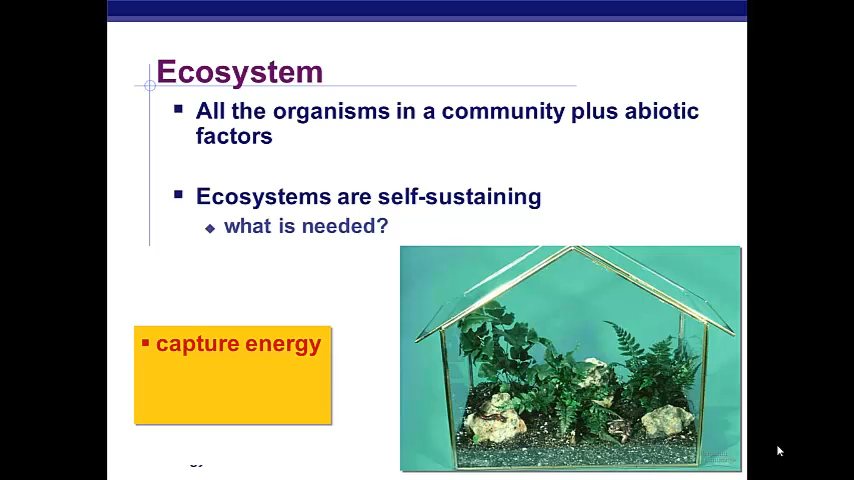 Ecosystem
All the organisms in a community plus abiotic
factors
Ecosystems are self-sustaining
what is needed?
capture energy